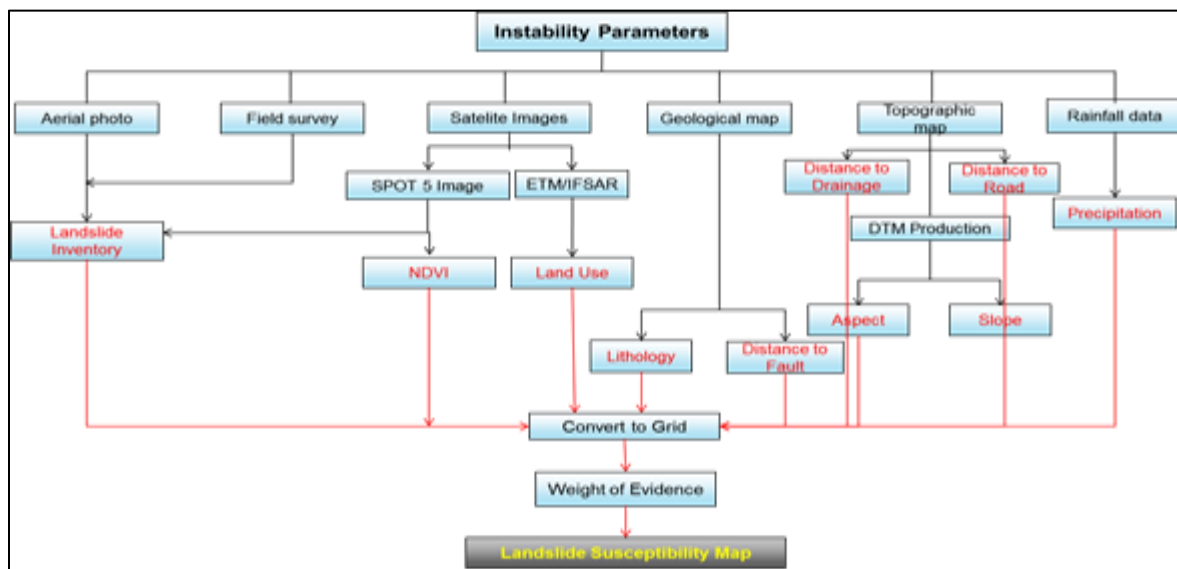 Instability Parameters
Aerial photo
Field survey
Satelite Images
Geological map
Topographic
map
Rainfall data
SPOT 5 Image
ETM/IFSAR
Distance to
Drainage
Distance to
Road
Precipitation
Landslide
Inventory
DTM Production
NDVI
Land Use
Aspect
Slope
Lithology
Distance to
Fault
Convert to Grid
Weight of Evidence
Landslide Susceptibility Map